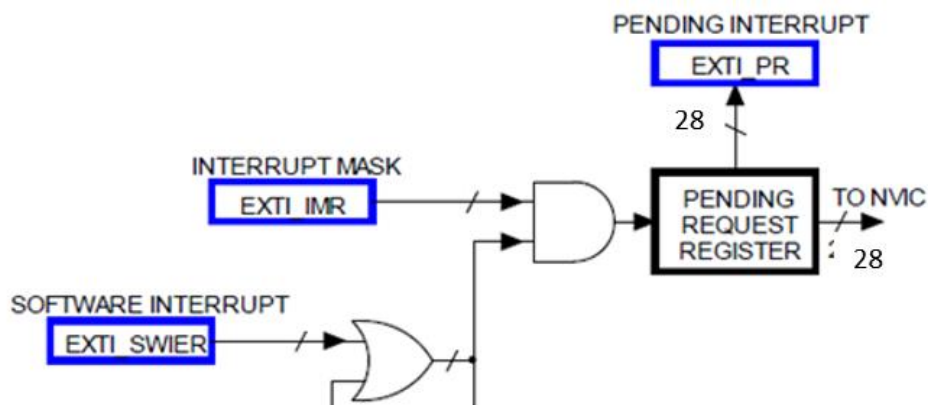 PENDING INTERRUPT
EXTI_PR
28
INTERRUPT MASK
EXTI_IMR
PENDING
REQUEST
REGISTER
TO NVIC
28
SOFTWARE INTERRUPT
EXTI_SWIER